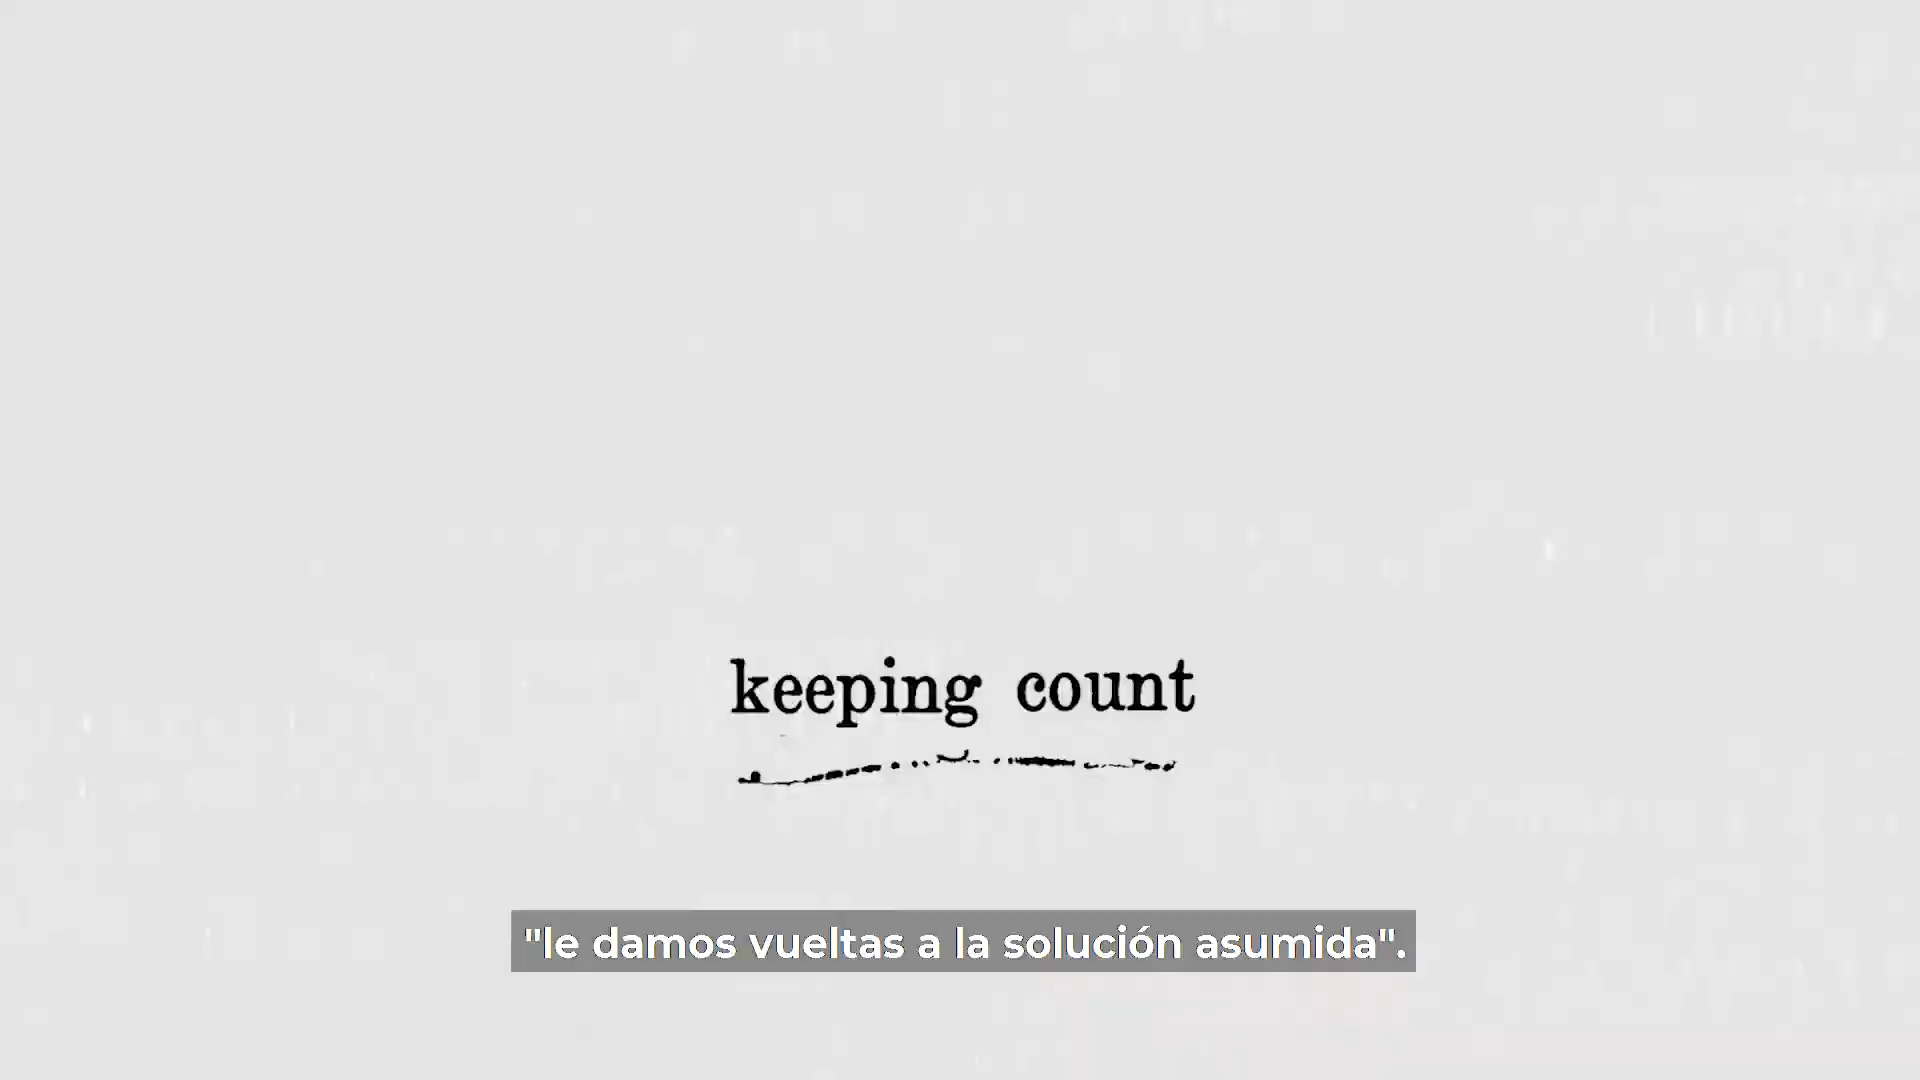 keeping count
"le damos vueltas a la solución asumida".